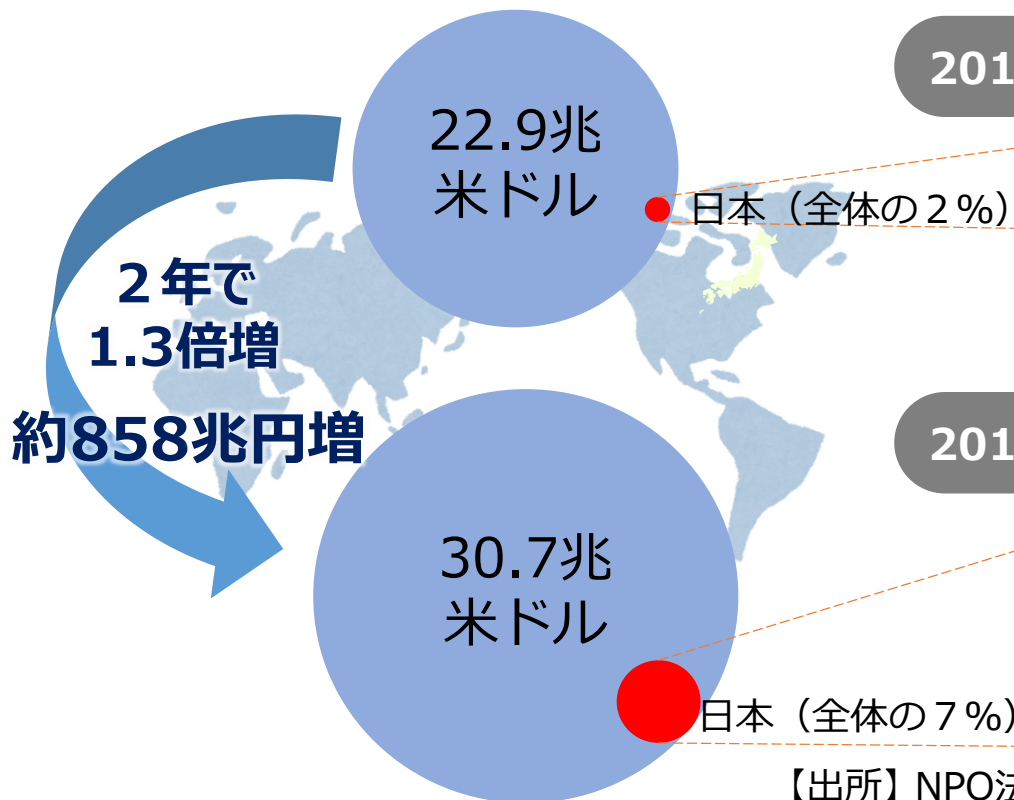 22.9兆
米ドル
201
日本（全体の２%）
２年で
1.3倍増
約858兆円増
201
30.7兆
米ドル
日本（全体の７%）
【出所】NPO法